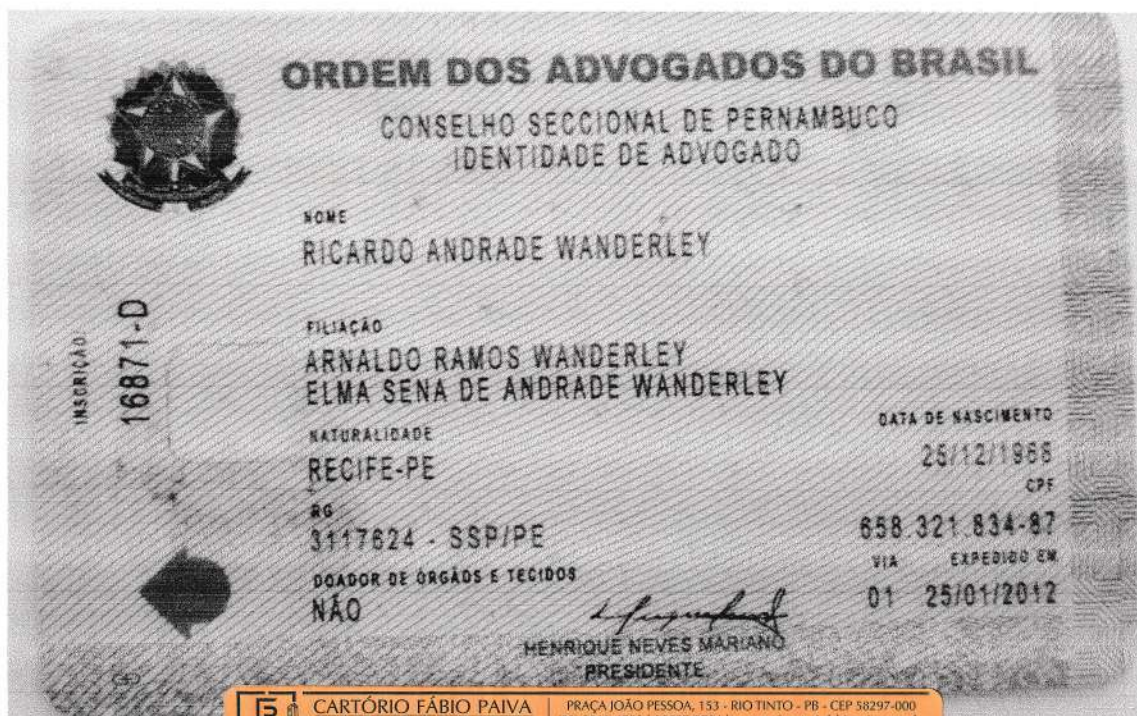 ORDEM DOS ADVOGADOS DO BRASIL
CONSELHO SECCIONAL DE PERNAMBUCO
IDENTIDADE DE ADVOGADO
NOME
RICARDO ANDRADE WANDERLEY
INSCRIÇÃO
16871-D
FILIAÇÃO
ARNALDO RAMOS WANDERLEY
ELMA SENA DE ANDRADE WANDERLEY
NATURALIDADE
RECIFE-PE
DATA DE NASCIMENTO
RG
3117624 - SSP/PE
CPF
658.321.834-87
DOADOR DE ÓRGÃOS E TECIDOS
NÃO
VIA
01
EXPEDIDO EM
25/01/2012
HENRIQUE NEVES MARIANO
PRESIDENTE
CARTÓRIO FÁBIO PAIVA
PRAÇA JOÃO PESSOA, 153 - RIO TINTO - PB - CEP 58297-000